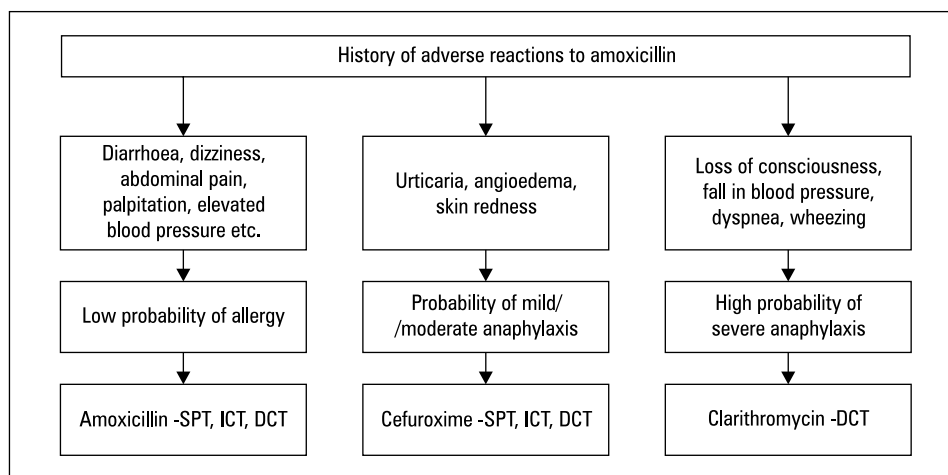 History of adverse reactions to amoxicillin
Diarrhoea, dizziness,
abdominal pain,
palpitation, elevated
blood pressure etc.
Urticaria, angioedema,
skin redness
Loss of consciousness,
fall in blood pressure,
dyspnea, wheezing
Low probability of allergy
Probability of mild/
/moderate anaphylaxis
High probability of
severe anaphylaxis
Amoxicillin -SPT, ICT, DCT
Cefuroxime -SPT, ICT, DCT
Clarithromycin -DCT